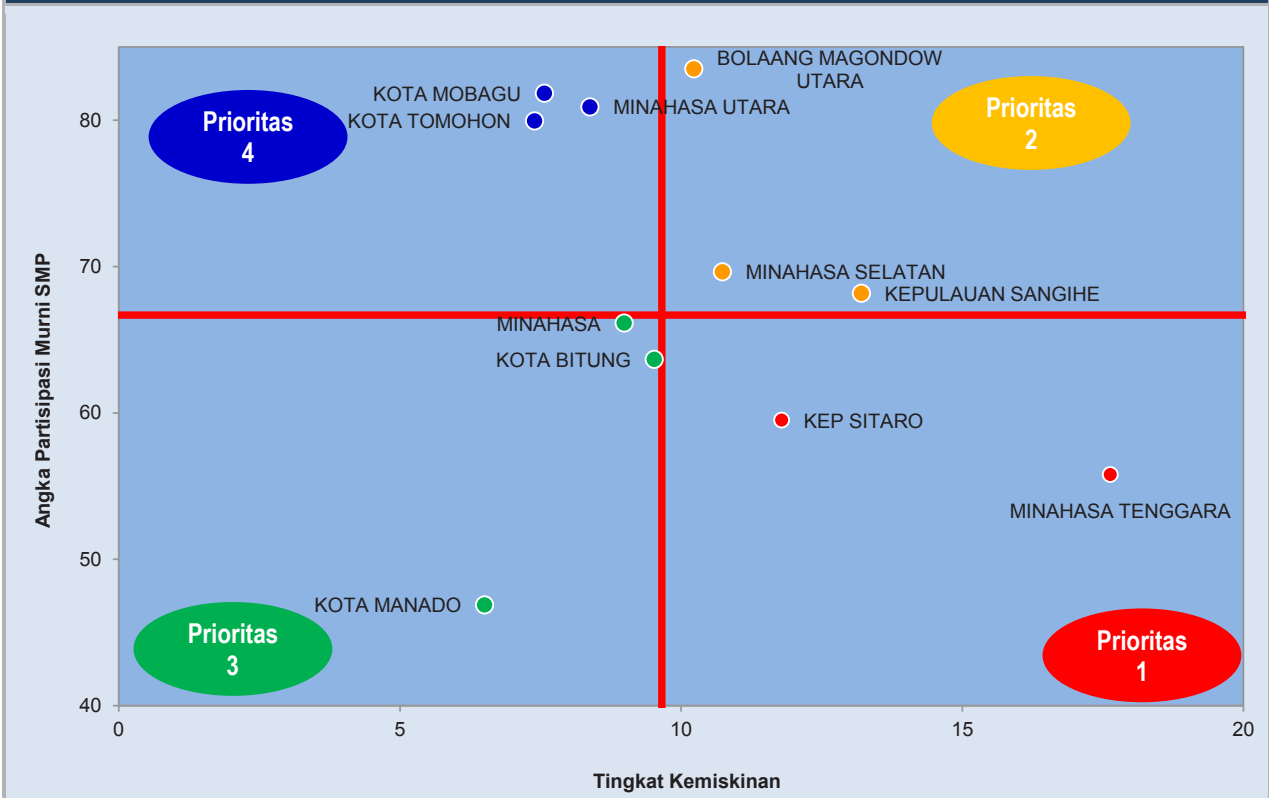 BOLAANG MAGONDOW
UTARA
KOTA MOBAGU
MINAHASA UTARA
KOTA TOMOHON
Prioritas
4
Prioritas
2
80
70
MINAHASA SELATAN
KEPULAUAN SANGIHE
MINAHASA
KOTA BITUNG
60
KEP SITARO
MINAHASA TENGGARA
50
KOTA MANADO
Prioritas
3
Prioritas
1
40
0
5
10
15
20
Angka Partisipasi Murni SMP
Tingkat Kemiskinan